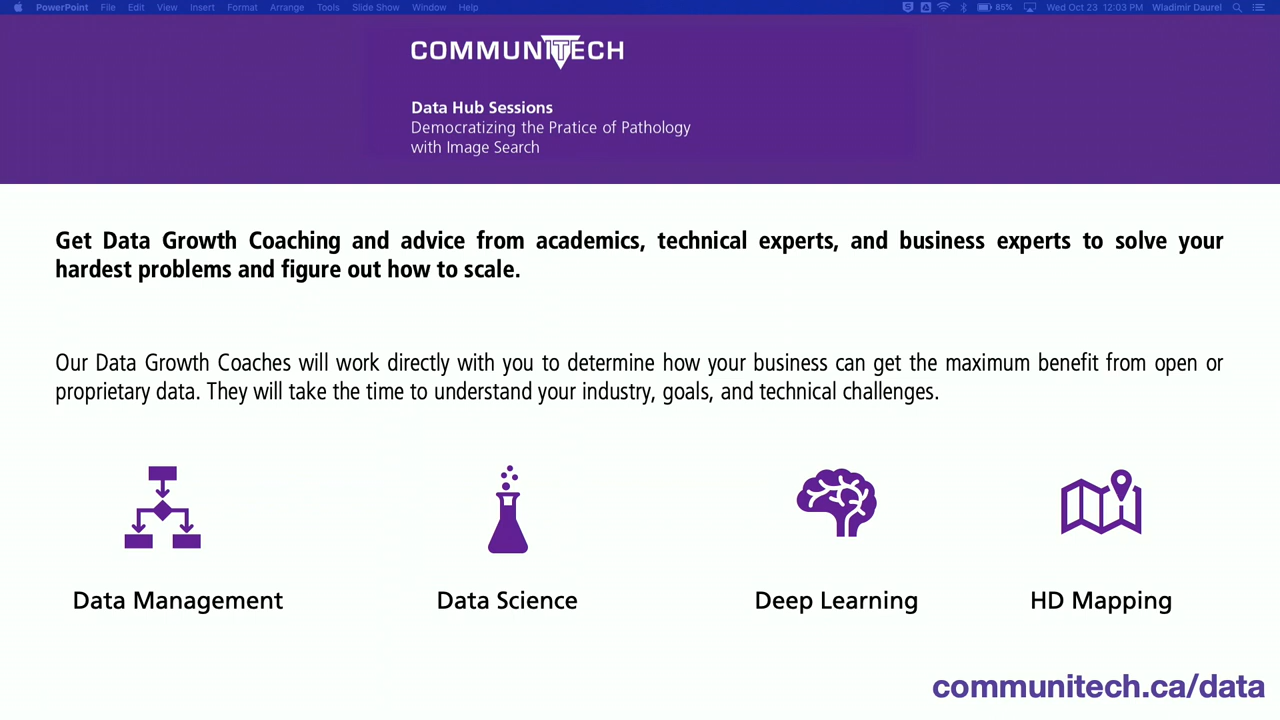 PowerPoint File Edit View Insert Format Arrange Tools Slide Show Window Help 85% Wed Oct 23 12:03 PM Wladimir Daurel
COMMUNITECH
Data Hub Sessions
Democratizing the Pratice of Pathology
with Image Search
Get Data Growth Coaching and advice from academics, technical experts, and business experts to solve your
hardest problems and figure out how to scale.
Our Data Growth Coaches will work directly with you to determine how your business can get the maximum benefit from open or
proprietary data. They will take the time to understand your industry, goals, and technical challenges.
Data Management
Data Science
Deep Learning
HD Mapping
communitech.ca/data